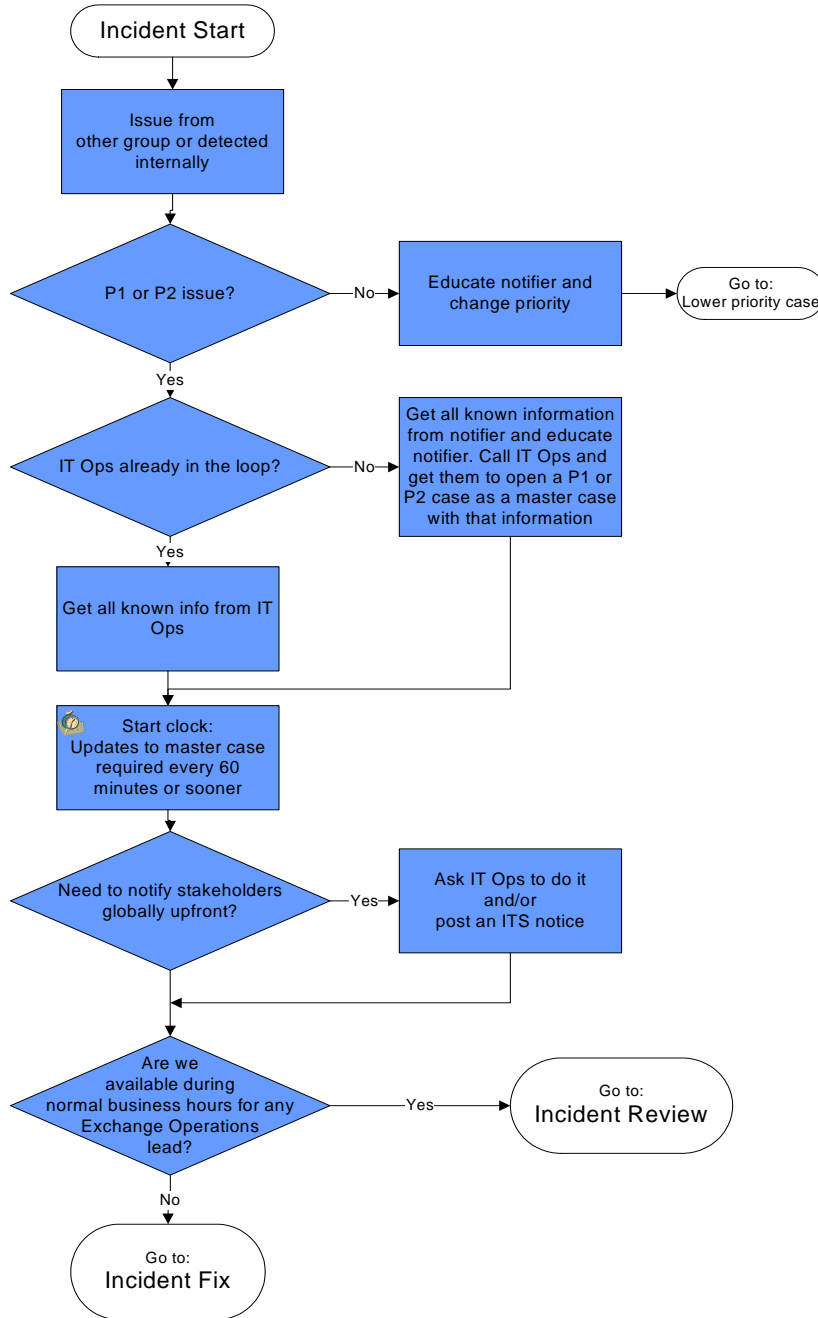 Incident Start
Issue from
other group or detected
internally
P1 or P2 issue?
No
Educate notifier and
change priority
Go to:
Lower priority case
Yes
IT Ops already in the loop?
No
Get all known information
from notifier and educate
notifier. Call IT Ops and
get them to open a P1 or
P2 case as a master case
with that information
Yes
Get all known info from IT
Ops
Start clock:
Updates to master case
required every 60
minutes or sooner
Need to notify stakeholders
globally upfront?
Yes
Ask IT Ops to do it
and/or
post an ITS notice
Are we
available during
normal business hours for any
Exchange Operations
lead?
Yes
Go to:
Incident Review
No
Go to:
Incident Fix